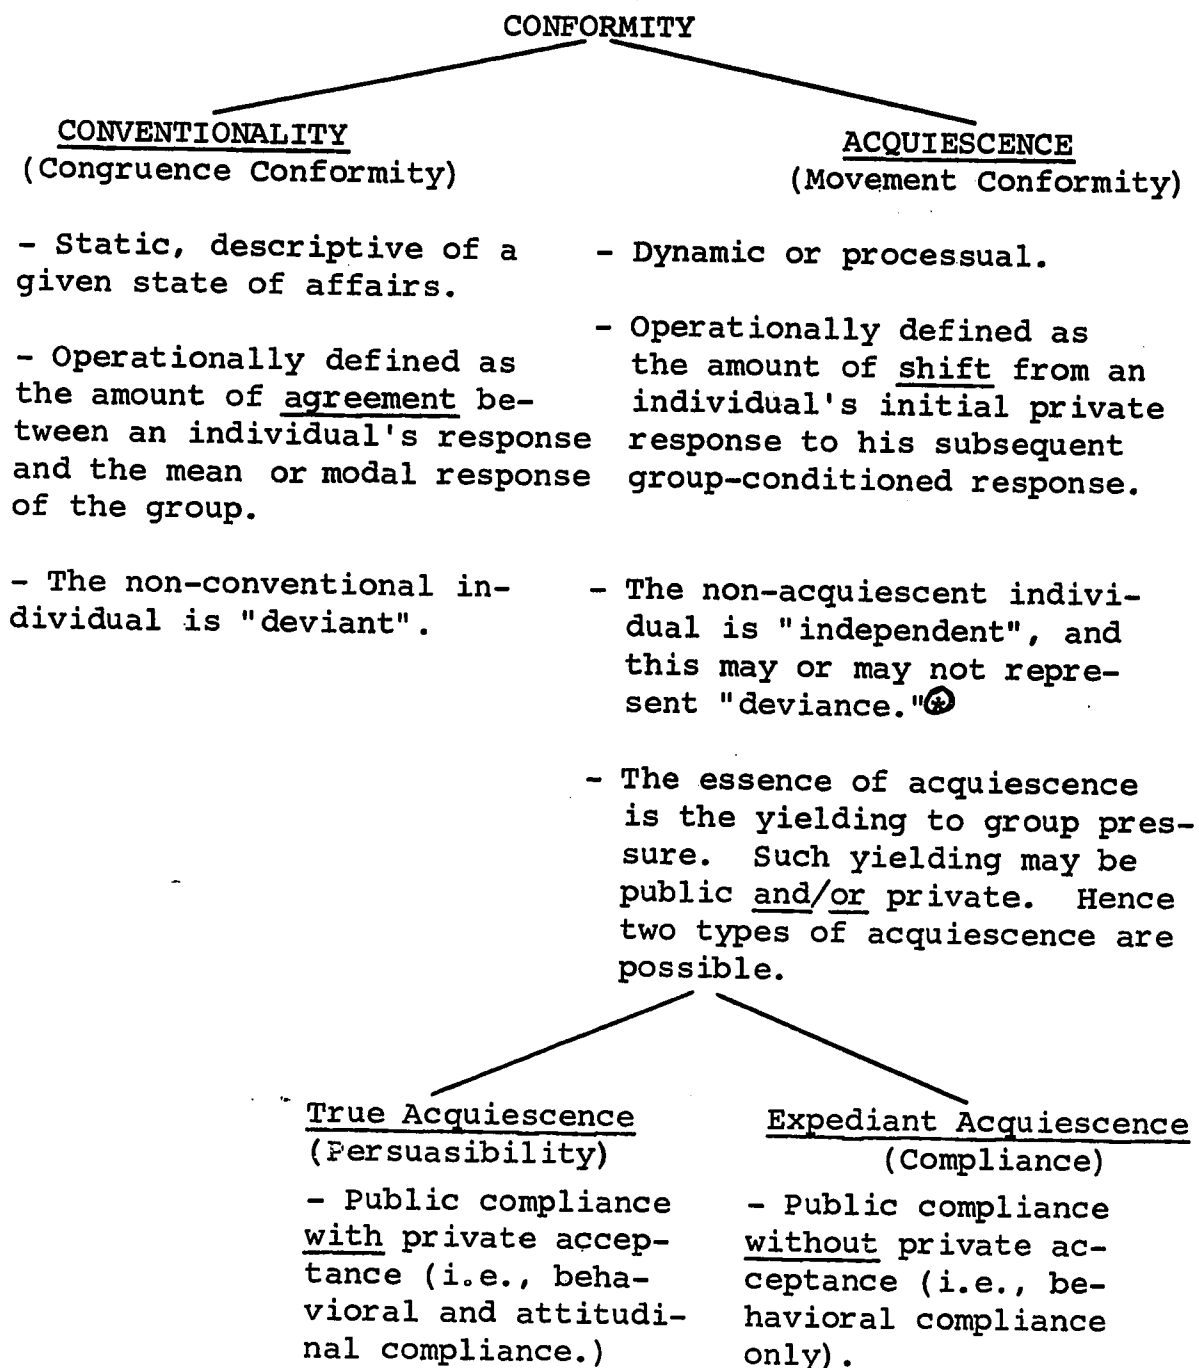 CONFORMITY
CONVENTIONALITY
(Congruence Conformity)
- Static, descriptive of a
given state of affairs.
- Operationally defined as
the amount of agreement be-
tween an individual's response
and the mean or modal response
of the group.
- The non-conventional in-
dividual is "deviant".
ACQUIESCENCE
(Movement Conformity)
- Dynamic or processual.
- Operationally defined as
the amount of shift from an
individual's initial private
response to his subsequent
group-conditioned response.
- The non-acquiescent indivi-
dual is "independent", and
this may or may not repre-
sent "deviance."*
- The essence of acquiescence
is the yielding to group pres-
sure. Such yielding may be
public and/or private. Hence
two types of acquiescence are
possible.
True Acquiescence
(Persuasibility)
- Public compliance
with private accep-
tance (i.e., beha-
vioral and attitudi-
nal compliance.)
Expediant Acquiescence
(Compliance)
- Public compliance
without private ac-
ceptance (i.e., be-
havioral compliance
only).